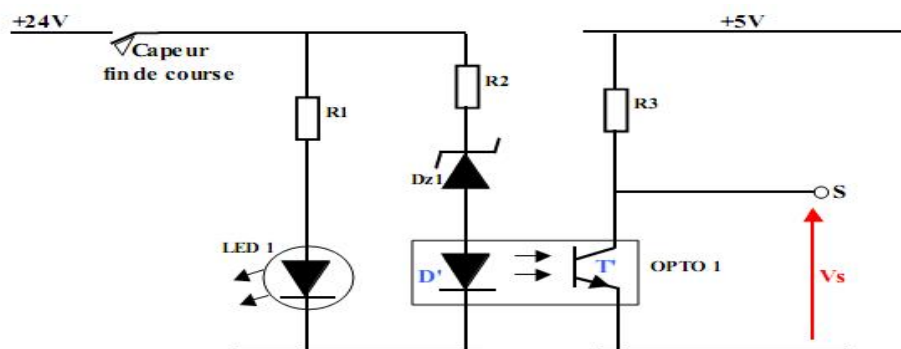 +24V
+5V
Capeur
fin de course
R1
R2
R3
Dz1
S
LED 1
D'
T'
OPTO 1
Vs